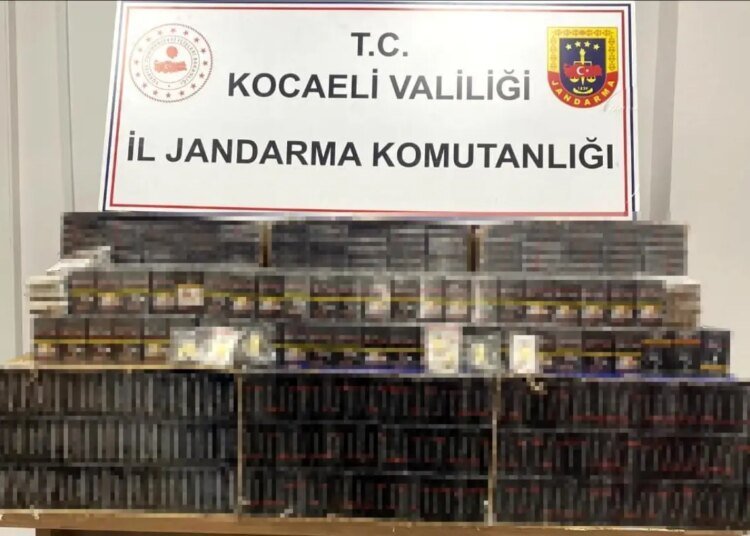 T.C.
KOCAELİ VALİLİĞİ
İL JANDARMA KOMUTANLIĞI
JANDARMA